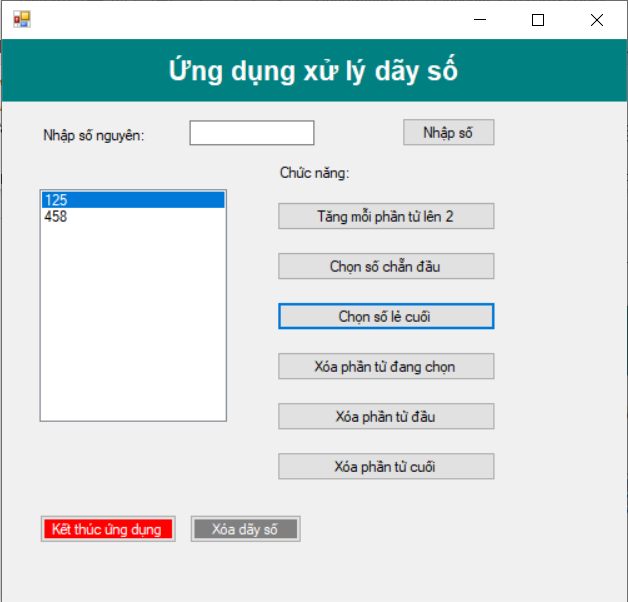 Ứng dụng xử lý dãy số
Nhập số nguyên:
Nhập số
Chức năng:
125
458
Tăng mỗi phần tử lên 2
Chọn số chẵn đầu
Chọn số lẻ cuối
Xóa phần tử đang chọn
Xóa phần tử đầu
Xóa phần tử cuối
Kết thúc ứng dụng
Xóa dãy số